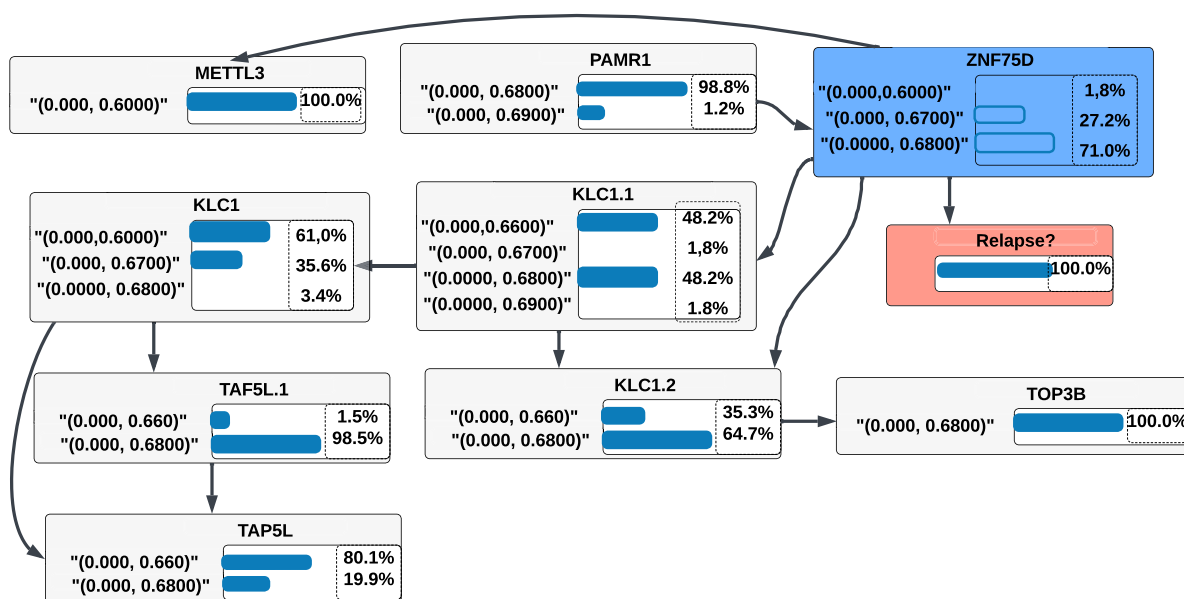 METTL3
"(0.000, 0.6000)" 100.0%
PAMR1
"(0.000, 0.6800)" 98.8%
"(0.000, 0.6900)" 1.2%
ZNF75D
"(0.000,0.6000)" 1,8%
"(0.000, 0.6700)" 27.2%
"(0.0000, 0.6800)" 71.0%
KLC1
"(0.000,0.6000)" 61,0%
"(0.000, 0.6700)" 35.6%
"(0.0000, 0.6800)" 3.4%
KLC1.1
"(0.000,0.6600)" 48.2%
"(0.000, 0.6700)" 1,8%
"(0.000, 0.6800)" 48.2%
"(0.0000, 0.6900)" 1.8%
Relapse?
100.0%
TAF5L.1
"(0.000, 0.660)" 1.5%
"(0.000, 0.6800)" 98.5%
KLC1.2
"(0.000, 0.660)" 35.3%
"(0.000, 0.6800)" 64.7%
TOP3B
"(0.000, 0.6800)" 100.0%
TAP5L
"(0.000, 0.660)" 80.1%
"(0.000, 0.6800)" 19.9%